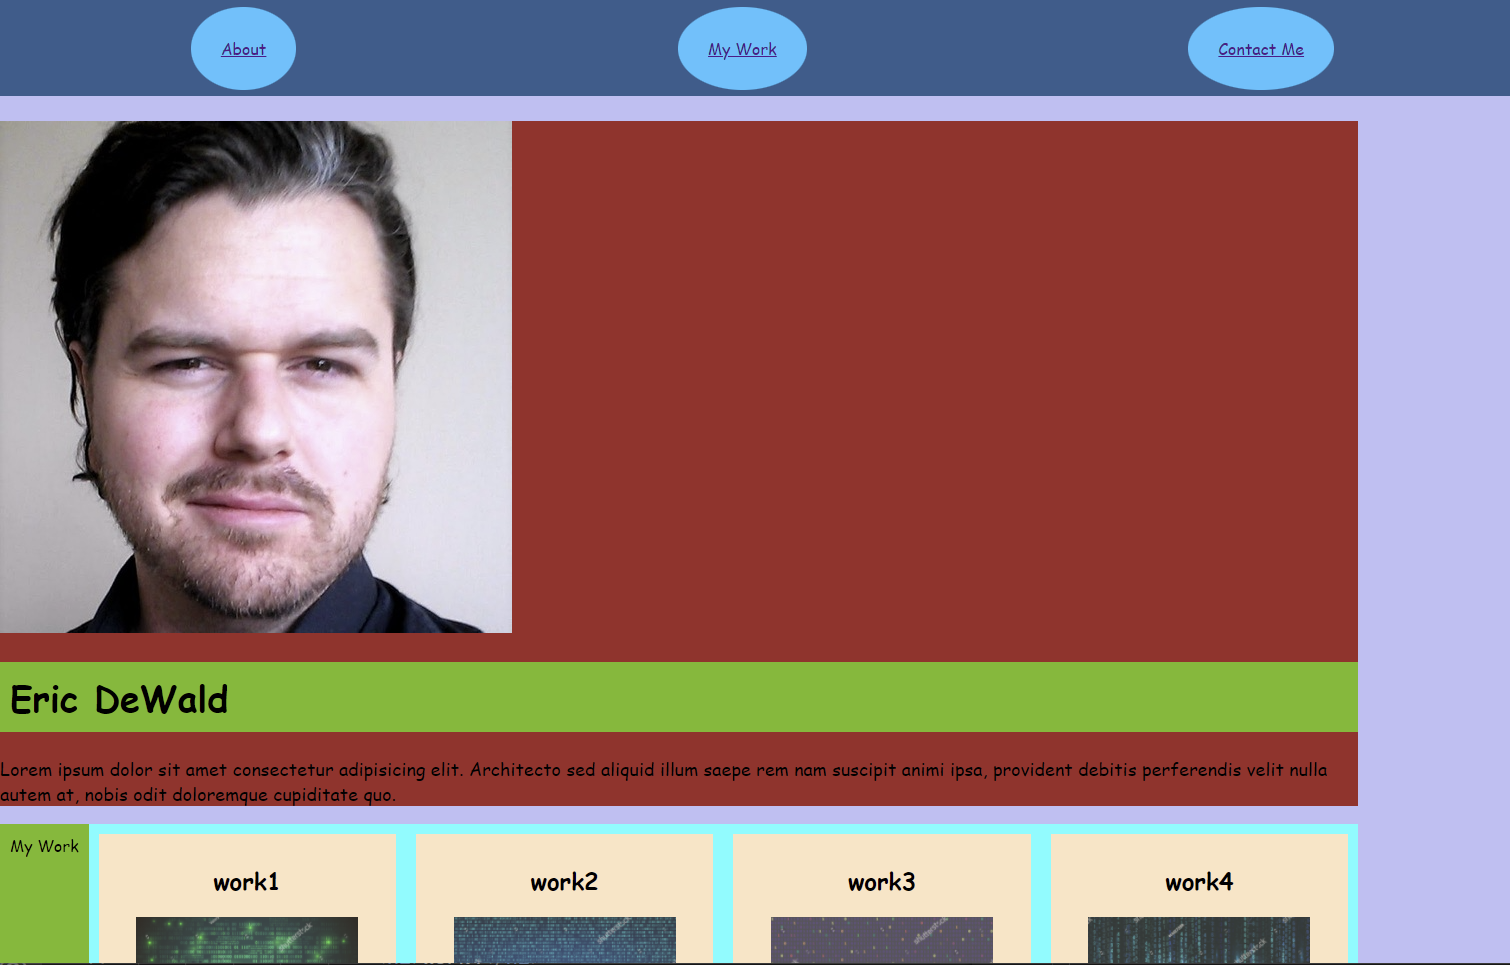 About My Work Contact Me
Eric DeWald
Lorem ipsum dolor sit amet consectetur adipisicing elit. Architecto sed aliquid illum saepe rem nam suscipit animi ipsa, provident debitis perferendis velit nulla
autem at, nobis odit doloremque cupiditate quo.
My Work
work1 work2 work3 work4